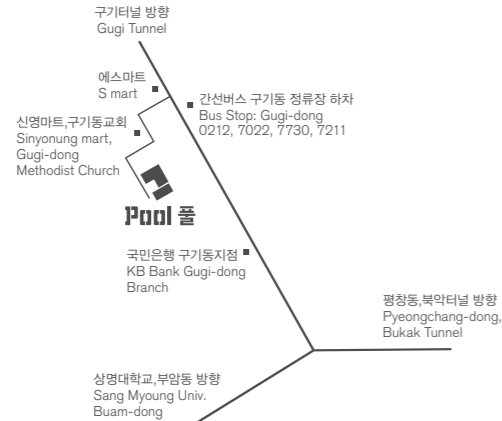 구기터널 방향
Gugi Tunnel
에스마트
S mart
간선버스 구기동 정류장 하차
Bus Stop: Gugi-dong
0212, 7022, 7730, 7211
신영마트,구기동교회
Sinyonung mart,
Gugi-dong
Methodist Church
Pool 풀
국민은행 구기동지점
KB Bank Gugi-dong
Branch
평창동,북악터널 방향
Pyeongchang-dong,
Bukak Tunnel
상명대학교,부암동 방향
Sang Myoung Univ.
Buam-dong